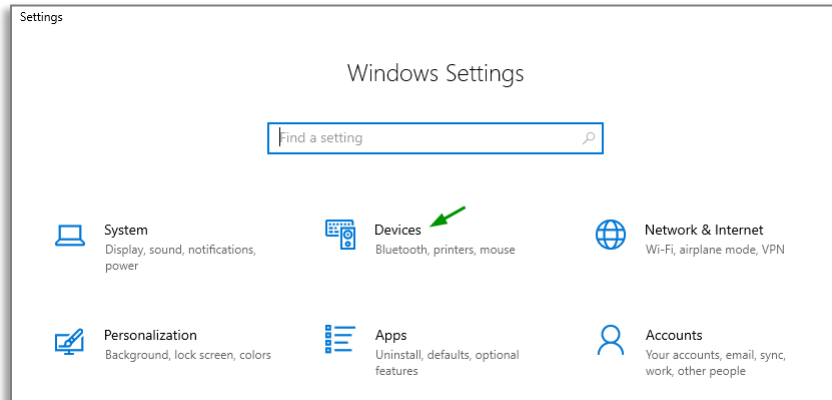 Settings
Windows Settings
Find a setting
System
Display, sound, notifications,
power
Devices
Bluetooth, printers, mouse
Network & Internet
Wi-Fi, airplane mode, VPN
Personalization
Background, lock screen, colors
Apps
Uninstall, defaults, optional
features
Accounts
Your accounts, email, sync,
work, other people